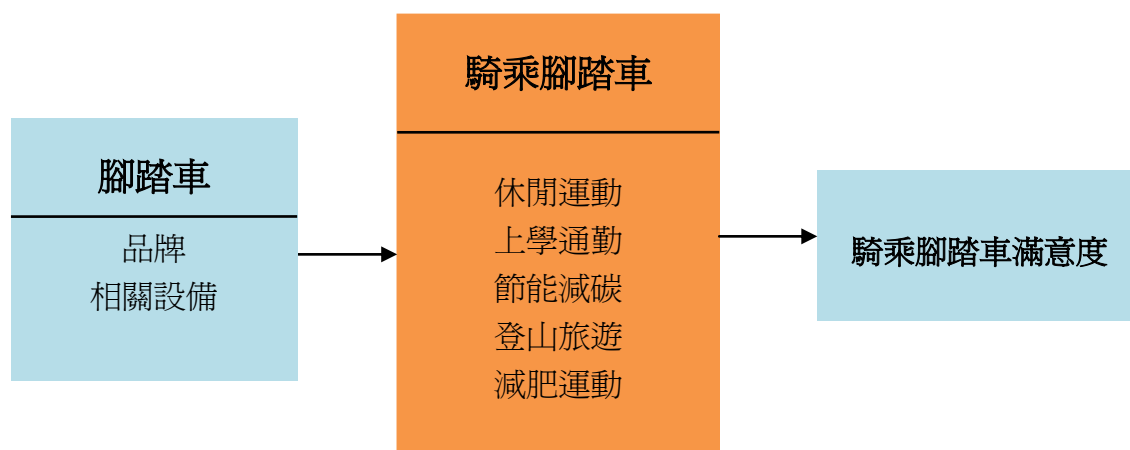 腳踏車
品牌
相關設備
騎乘腳踏車
休閒運動
上學通勤
節能減碳
登山旅遊
減肥運動
騎乘腳踏車滿意度